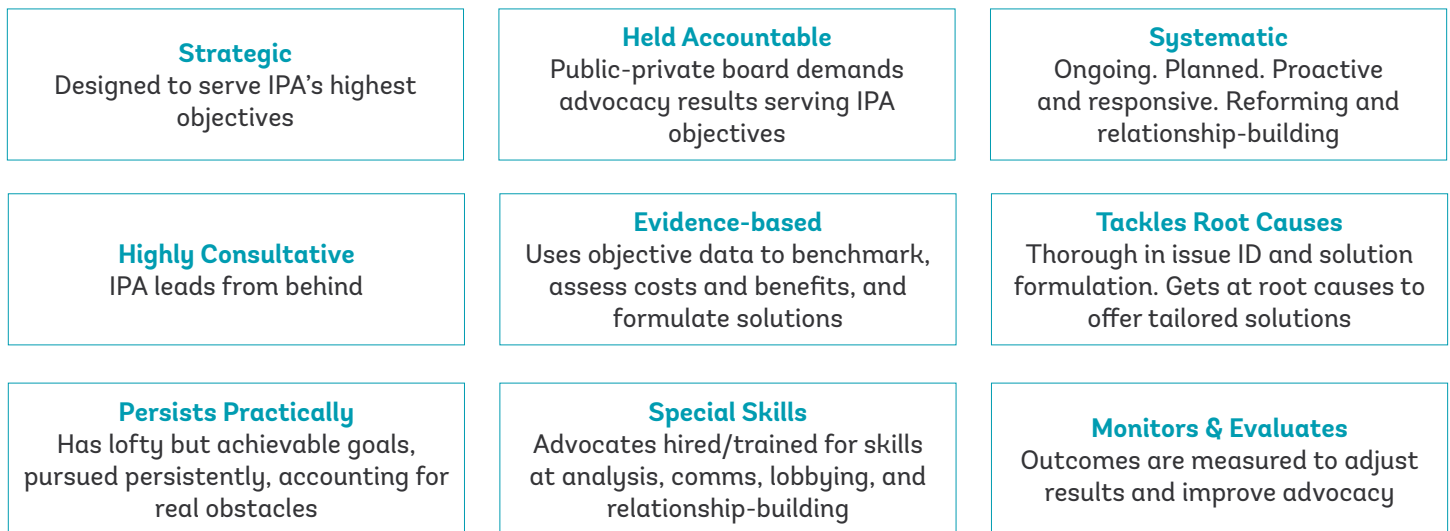 Strategic
Designed to serve IPA’s highest
objectives
Held Accountable
Public-private board demands
advocacy results serving IPA
objectives
Systematic
Ongoing. Planned. Proactive
and responsive. Reforming and
relationship-building
Highly Consultative
IPA leads from behind
Evidence-based
Uses objective data to benchmark,
assess costs and benefits, and
formulate solutions
Tackles Root Causes
Thorough in issue ID and solution
formulation. Gets at root causes to
offer tailored solutions
Persists Practically
Has lofty but achievable goals,
pursued persistently, accounting for
real obstacles
Special Skills
Advocates hired/trained for skills
at analysis, comms, lobbying, and
relationship-building
Monitors & Evaluates
Outcomes are measured to adjust
results and improve advocacy